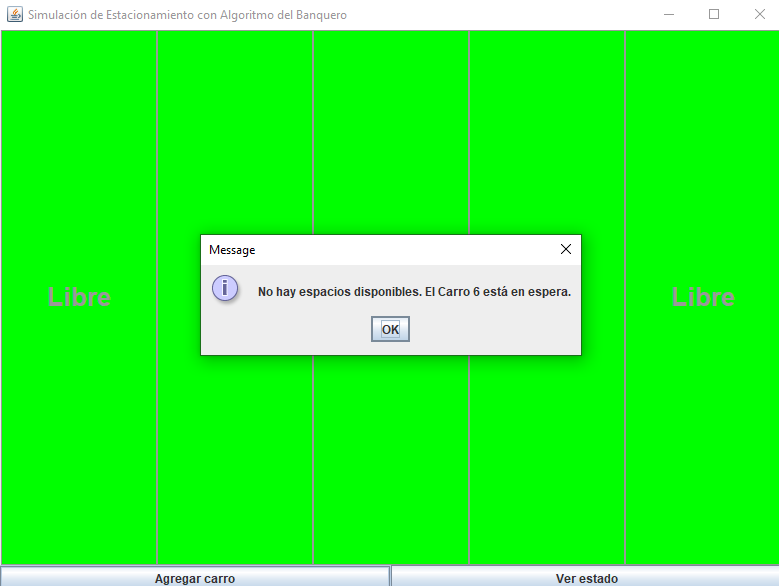 Simulación de Estacionamiento con Algoritmo del Banquero
Message
No hay espacios disponibles. El Carro 6 está en espera.
OK
Libre
Libre
Agregar carro
Ver estado